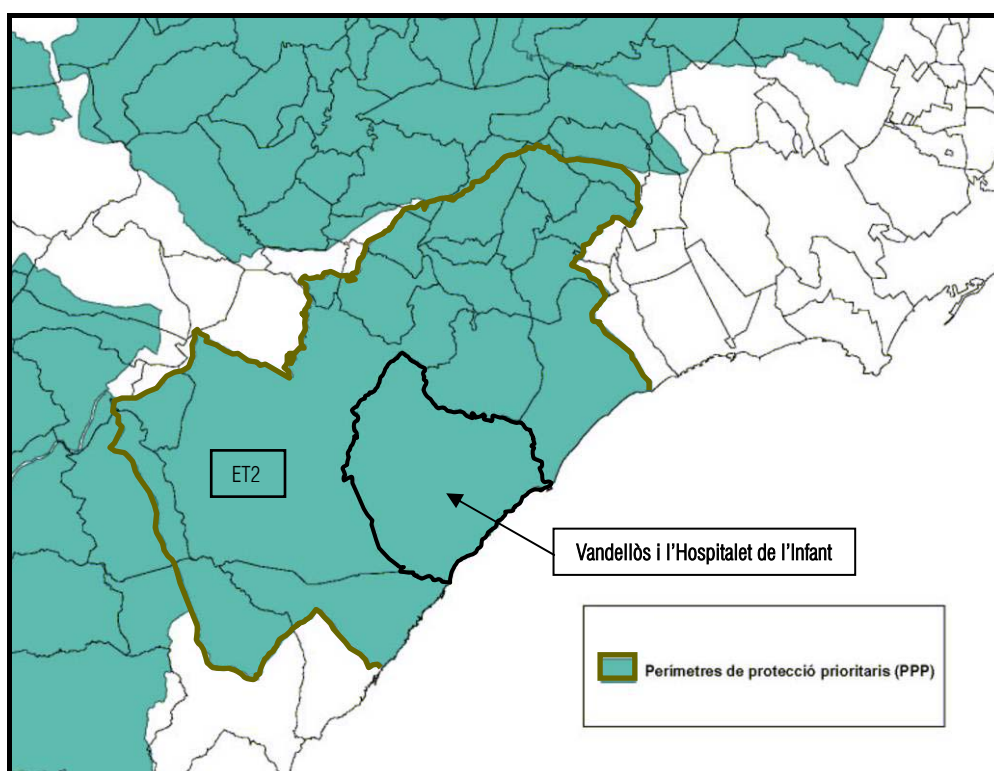 ET2
Vandellòs i l'Hospitalet de l'Infant
Perímetres de protecció prioritaris (PPP)